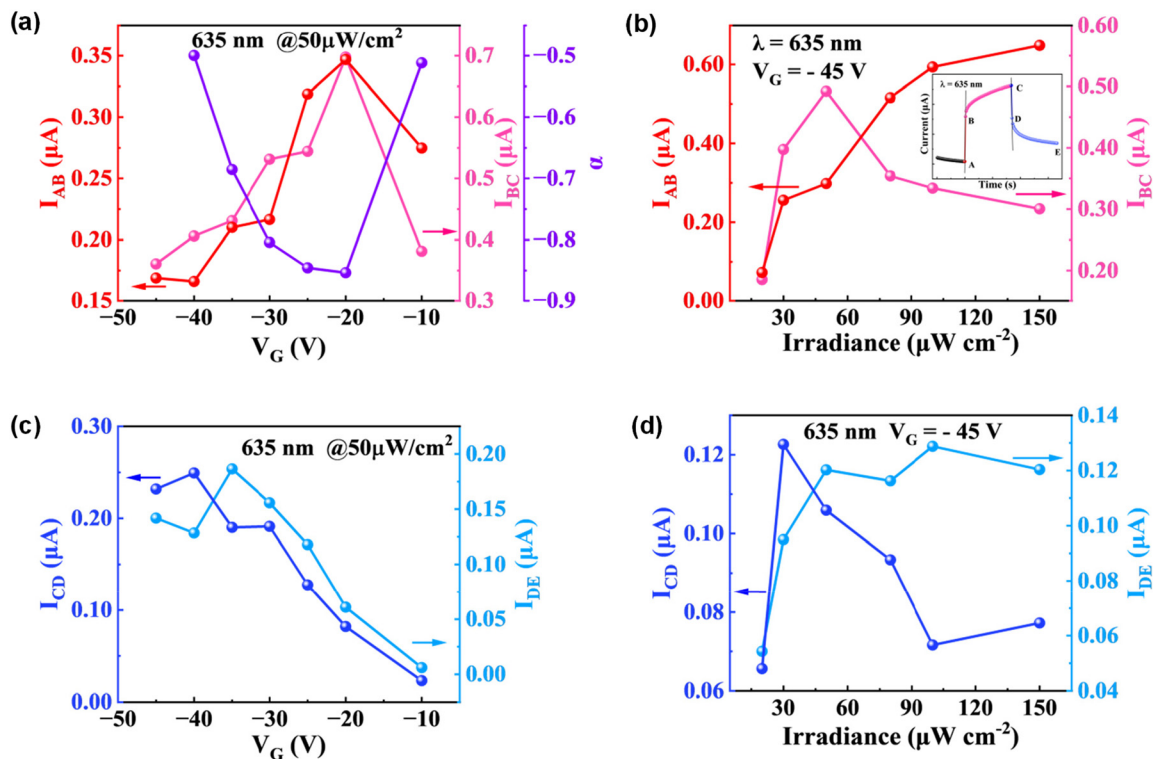 (a)
635 nm @50μW/cm²
0.35
0.30
0.25
0.20
0.15
I_AB (μA)
0.7
0.6
0.5
0.4
0.3
I_BC (μA)
−0.5
−0.6
−0.7
−0.8
−0.9
α
−50 −40 −30 −20 −10
V_G (V)
(b)
λ = 635 nm
V_G = - 45 V
0.60
0.40
0.20
0.00
I_AB (μA)
0.60
0.50
0.40
0.30
0.20
I_BC (μA)
λ = 635 nm
A
B
C
D
E
Current (μA)
Time (s)
0 30 60 90 120 150
Irradiance (μW cm⁻²)
(c)
635 nm @50μW/cm²
0.30
0.20
0.10
0.00
I_CD (μA)
0.20
0.15
0.10
0.05
0.00
I_DE (μA)
−50 −40 −30 −20 −10
V_G (V)
(d)
635 nm V_G = - 45 V
0.12
0.10
0.08
0.06
I_CD (μA)
0.14
0.12
0.10
0.08
0.06
0.04
I_DE (μA)
0 30 60 90 120 150
Irradiance (μW cm⁻²)